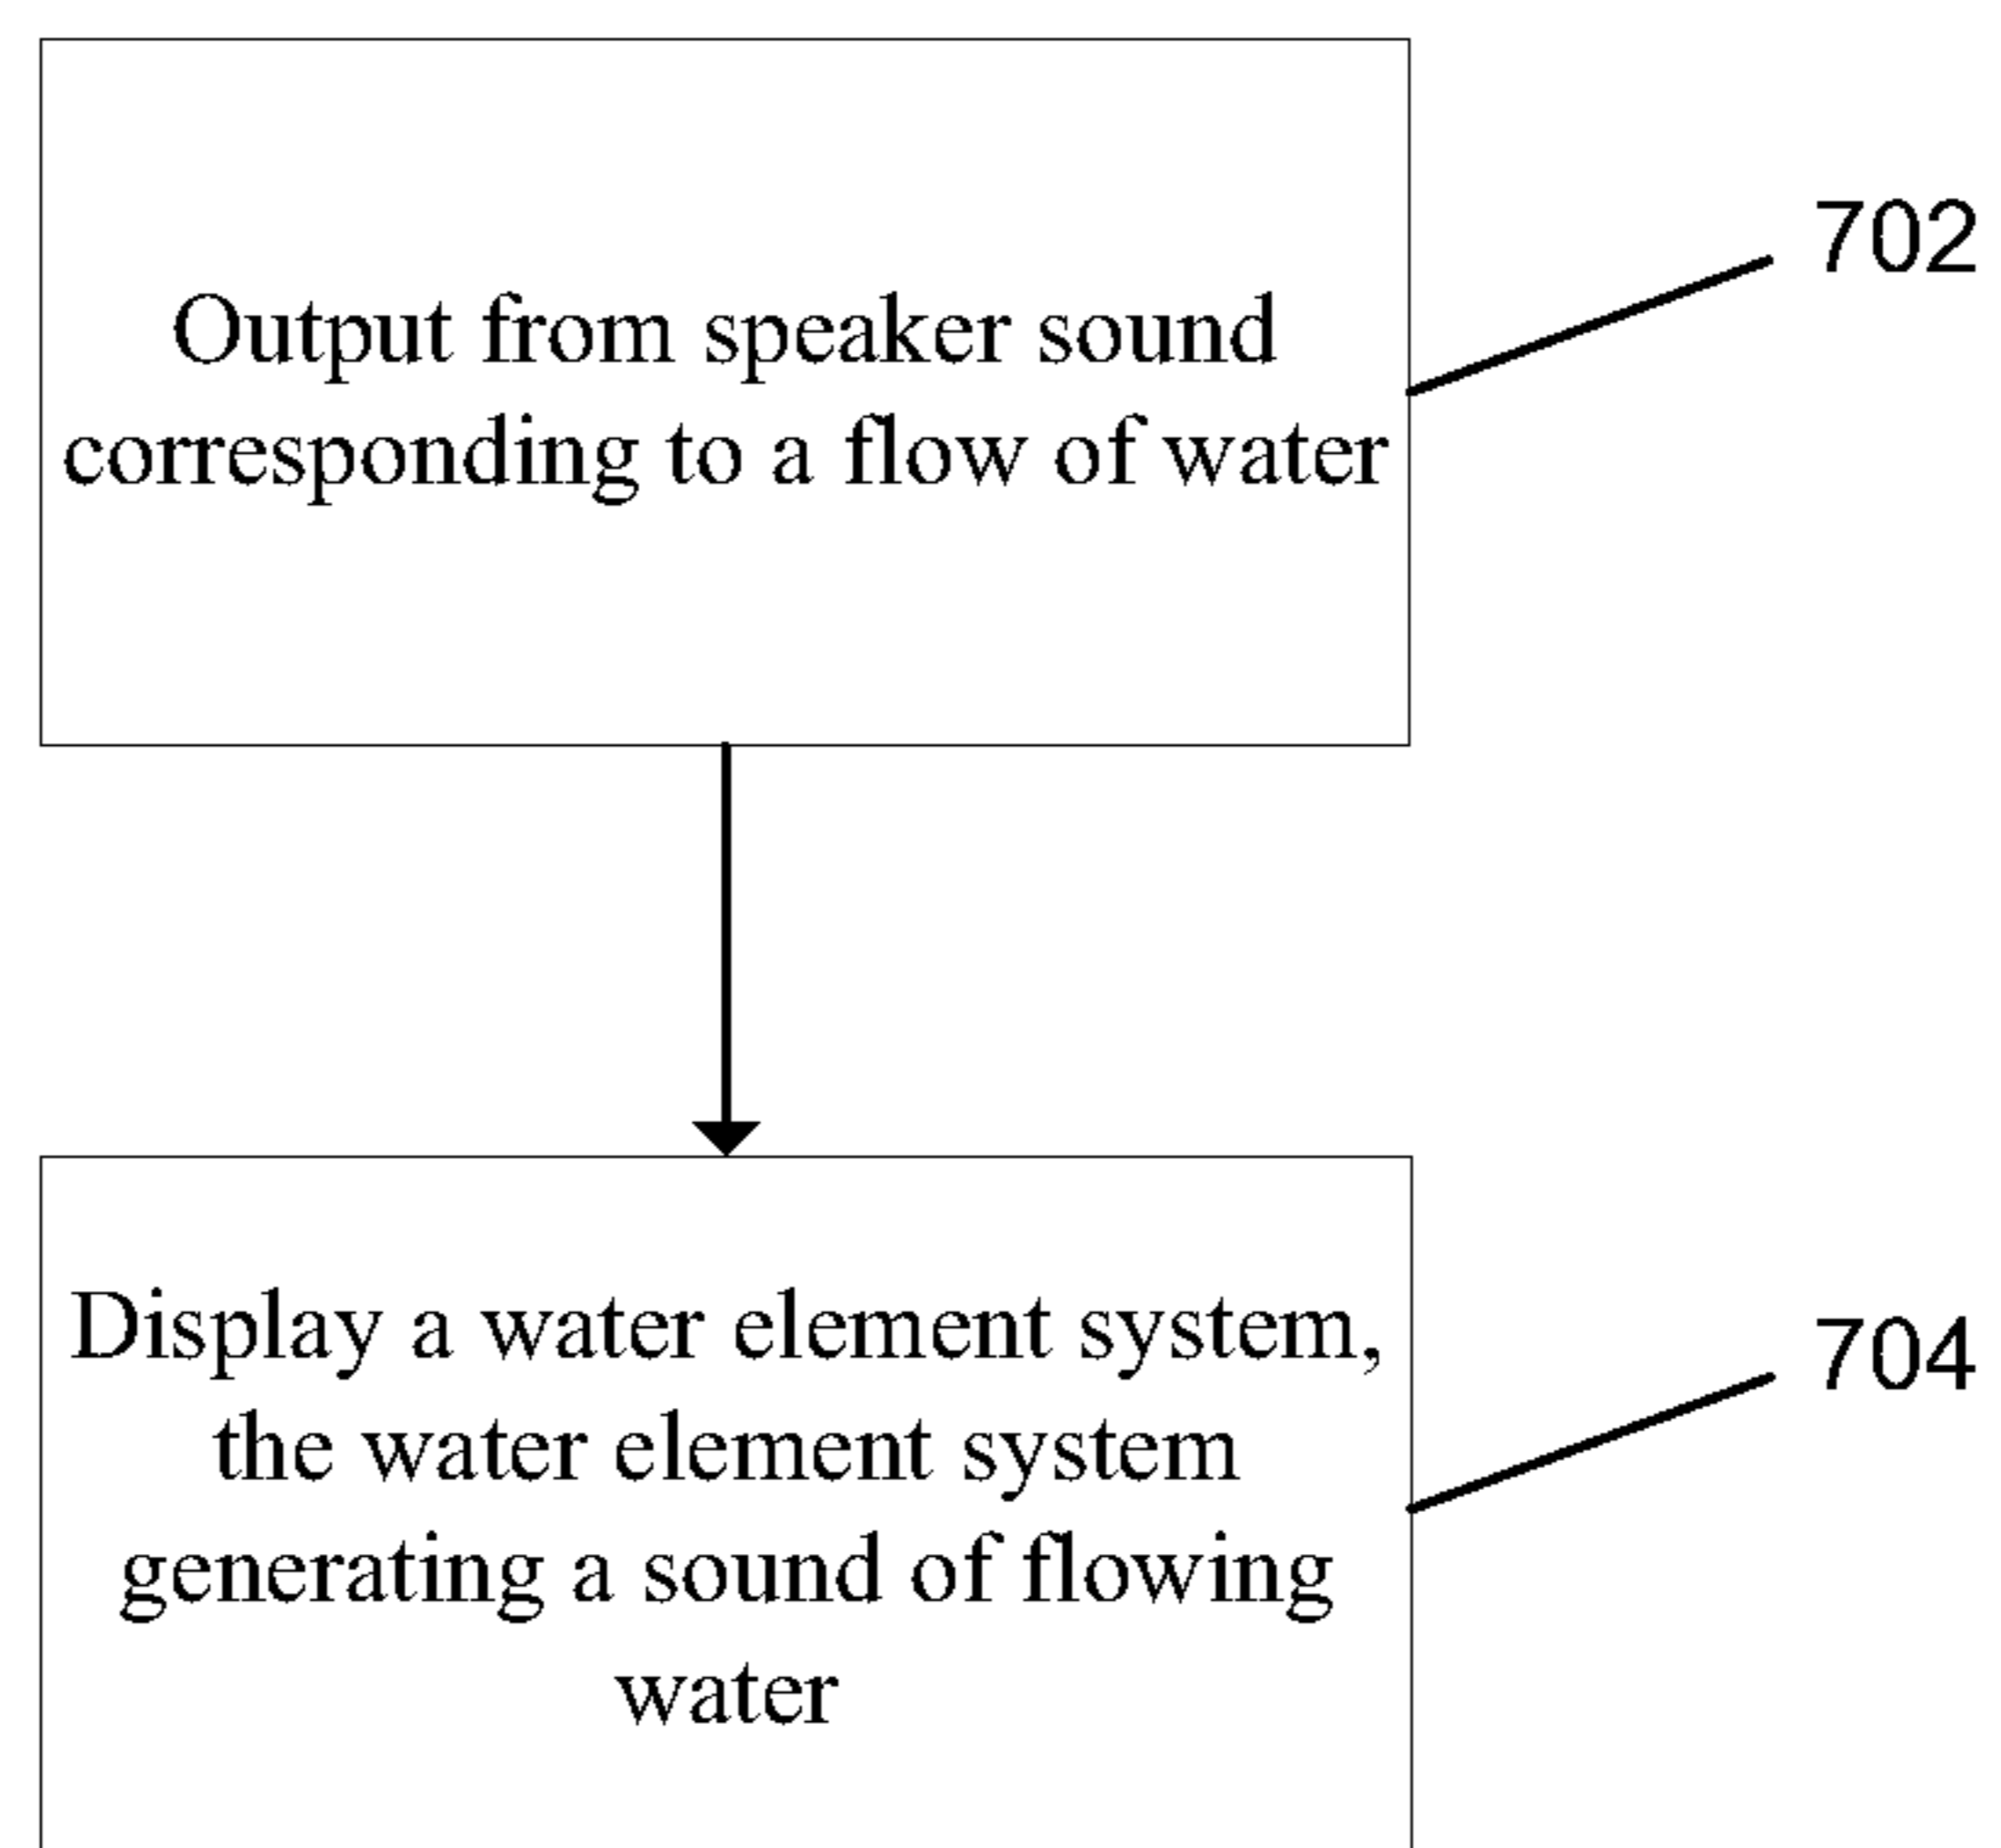 Output from speaker sound
corresponding to a flow of water
702
Display a water element system,
the water element system
generating a sound of flowing
water
704